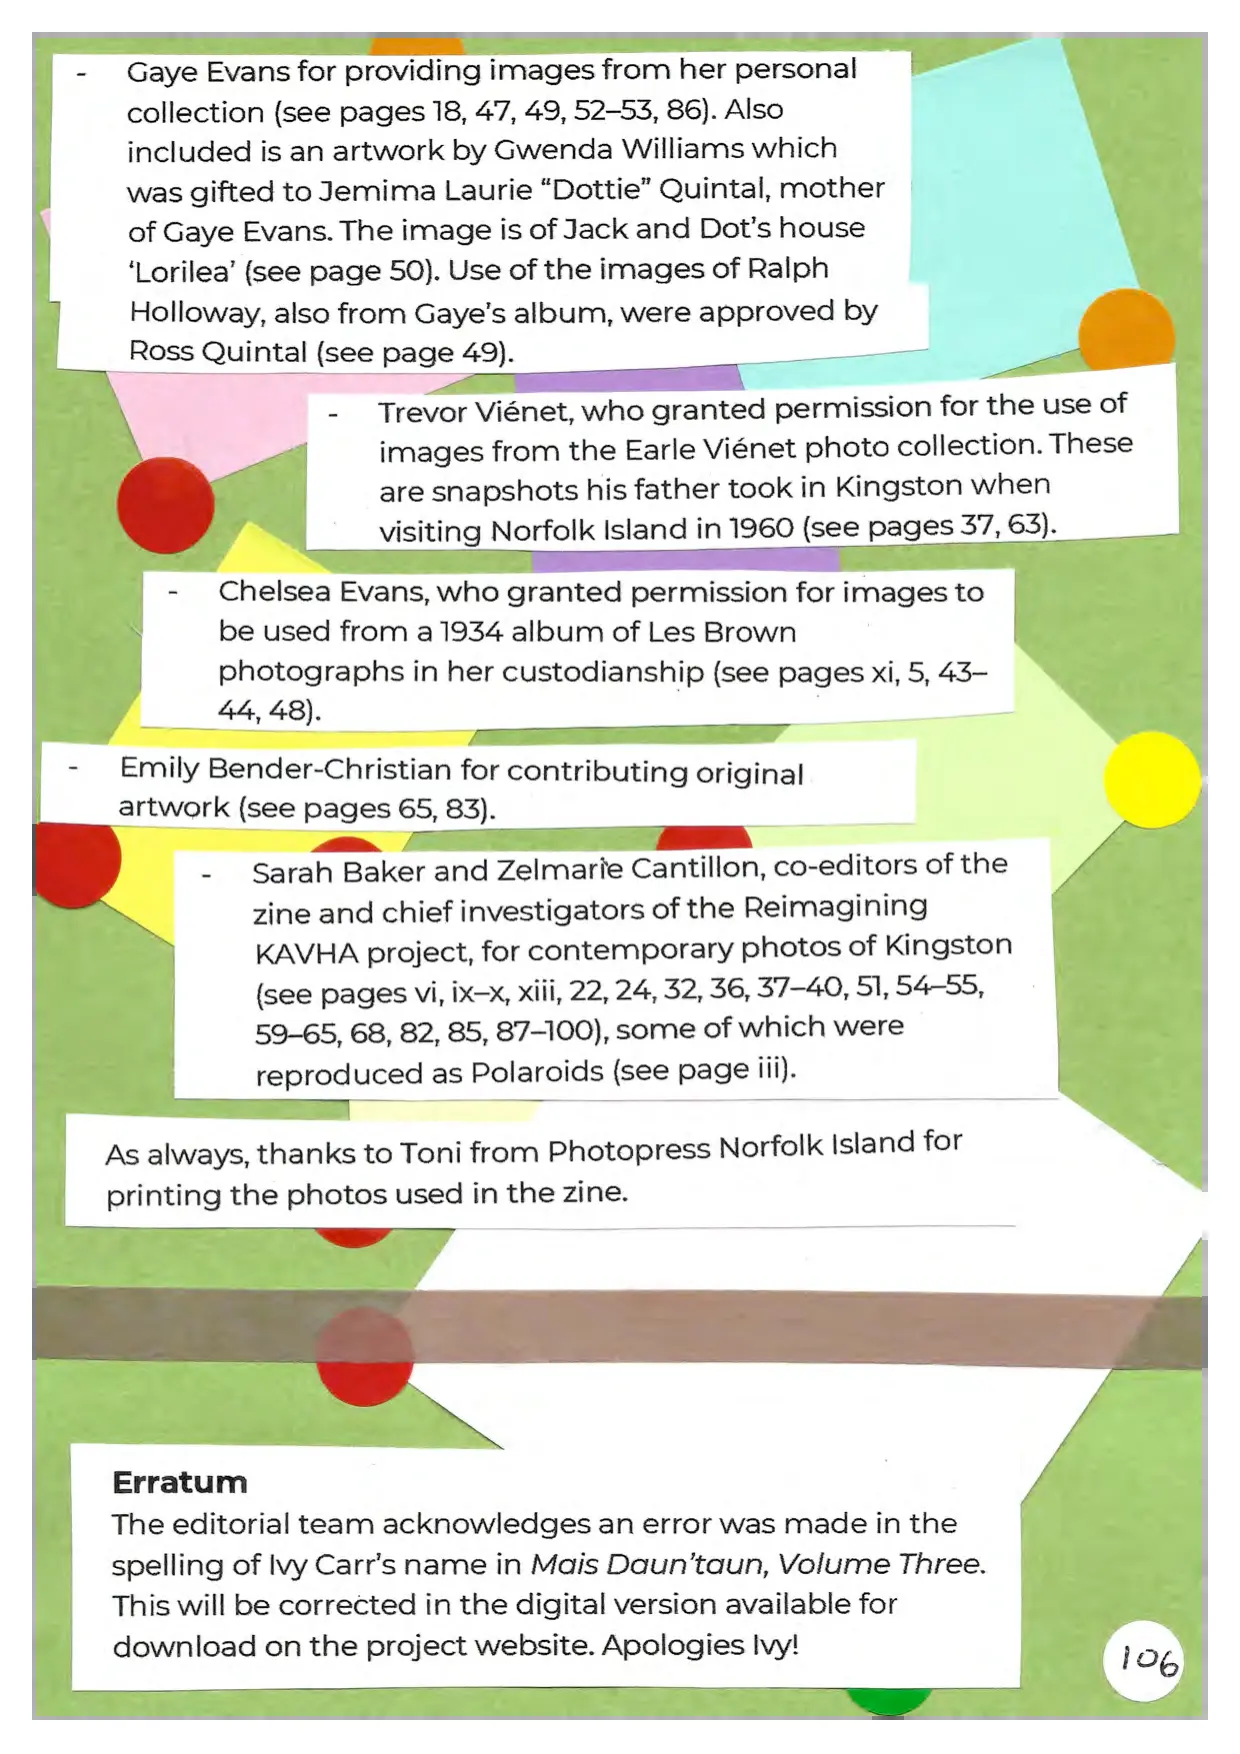 - Gaye Evans for providing images from her personal
collection (see pages 18, 47, 49, 52–53, 86). Also
included is an artwork by Gwenda Williams which
was gifted to Jemima Laurie “Dottie” Quintal, mother
of Gaye Evans. The image is of Jack and Dot’s house
‘Lorilea’ (see page 50). Use of the images of Ralph
Holloway, also from Gaye’s album, were approved by
Ross Quintal (see page 49).
- Trevor Viénet, who granted permission for the use of
images from the Earle Viénet photo collection. These
are snapshots his father took in Kingston when
visiting Norfolk Island in 1960 (see pages 37, 63).
- Chelsea Evans, who granted permission for images to
be used from a 1934 album of Les Brown
photographs in her custodianship (see pages xi, 5, 43–
44, 48).
- Emily Bender-Christian for contributing original
artwork (see pages 65, 83).
- Sarah Baker and Zelmarie Cantillon, co-editors of the
zine and chief investigators of the Reimagining
KAVHA project, for contemporary photos of Kingston
(see pages vi, ix–x, xiii, 22, 24, 32, 36, 37–40, 51, 54–55,
59–65, 68, 82, 85, 87–100), some of which were
reproduced as Polaroids (see page iii).
As always, thanks to Toni from Photopress Norfolk Island for
printing the photos used in the zine.
Erratum
The editorial team acknowledges an error was made in the
spelling of Ivy Carr’s name in Mais Daun’taun, Volume Three.
This will be corrected in the digital version available for
download on the project website. Apologies Ivy!
106